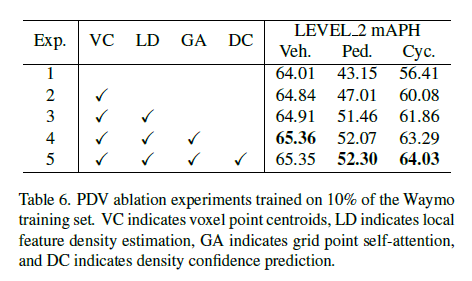 Exp. VC LD GA DC LEVEL_2 mAPH
Veh. Ped. Cyc.
1 64.01 43.15 56.41
2 ✓ 64.84 47.01 60.08
3 ✓ ✓ 64.91 51.46 61.86
4 ✓ ✓ ✓ 65.36 52.07 63.29
5 ✓ ✓ ✓ ✓ 65.35 52.30 64.03
Table 6. PDV ablation experiments trained on 10% of the Waymo
training set. VC indicates voxel point centroids, LD indicates local
feature density estimation, GA indicates grid point self-attention,
and DC indicates density confidence prediction.